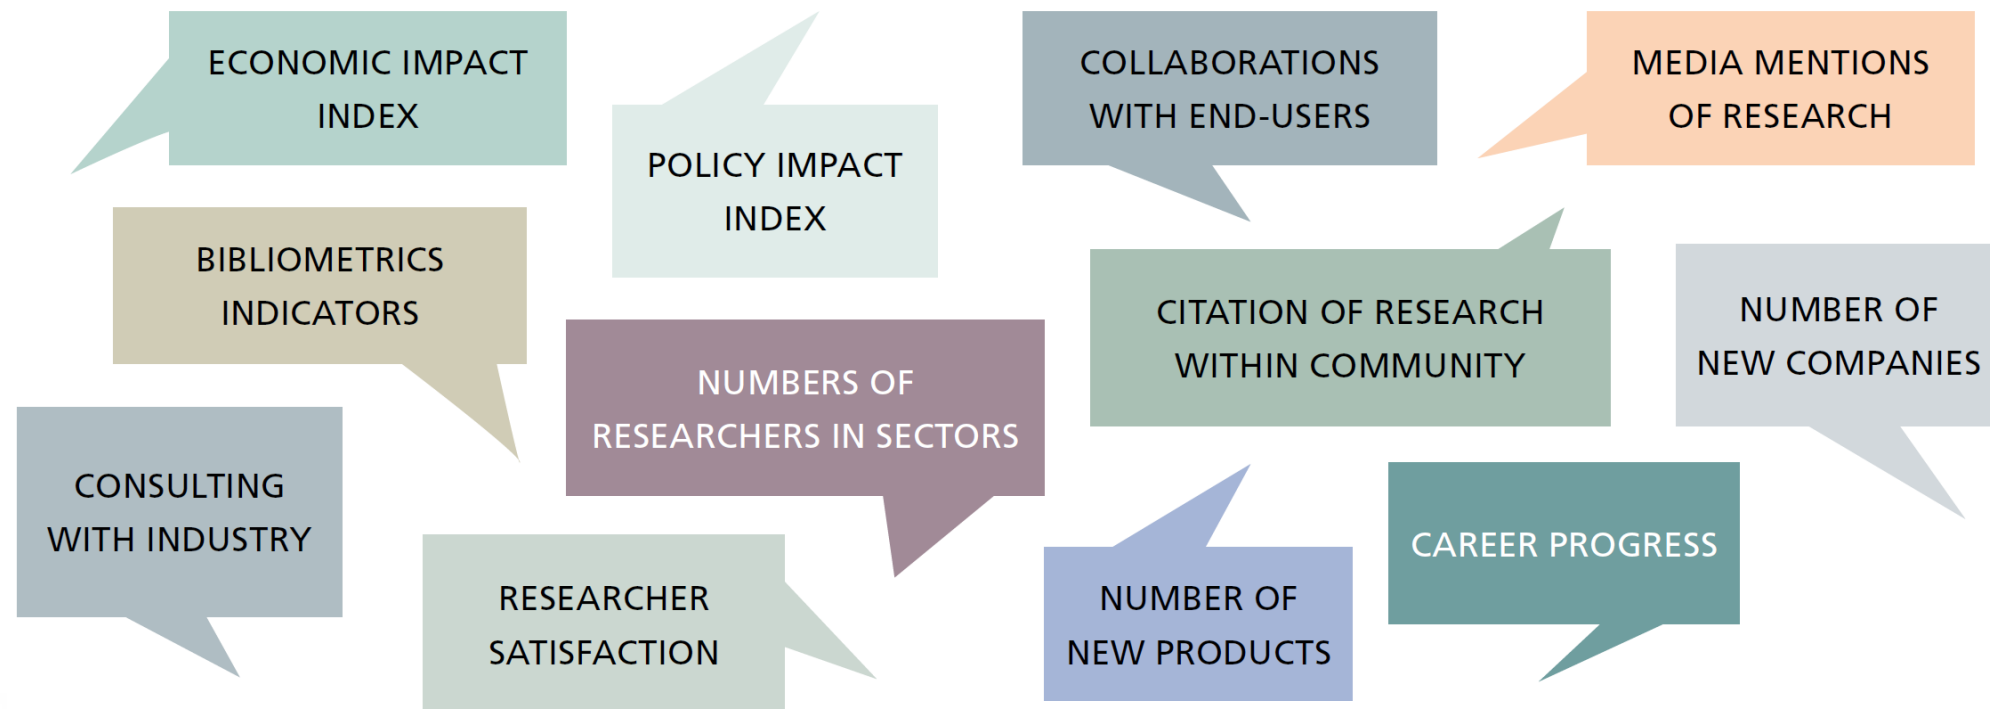 ECONOMIC IMPACT
INDEX
POLICY IMPACT
INDEX
COLLABORATIONS
WITH END-USERS
MEDIA MENTIONS
OF RESEARCH
BIBLIOMETRICS
INDICATORS
NUMBERS OF
RESEARCHERS IN SECTORS
CITATION OF RESEARCH
WITHIN COMMUNITY
NUMBER OF
NEW COMPANIES
CONSULTING
WITH INDUSTRY
RESEARCHER
SATISFACTION
NUMBER OF
NEW PRODUCTS
CAREER PROGRESS